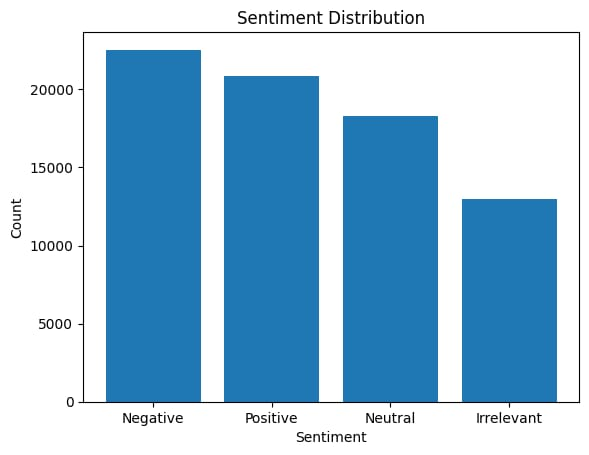 Sentiment Distribution
20000
15000
10000
5000
0
Count
Negative Positive Neutral Irrelevant
Sentiment